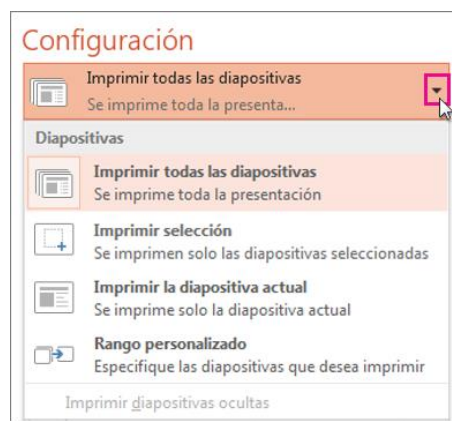 Configuración
Imprimir todas las diapositivas
Se imprime toda la presenta...
Diapositivas
Imprimir todas las diapositivas
Se imprime toda la presentación
Imprimir selección
Se imprimen solo las diapositivas seleccionadas
Imprimir la diapositiva actual
Se imprime solo la diapositiva actual
Rango personalizado
Especifique las diapositivas que desea imprimir
Imprimir diapositivas ocultas